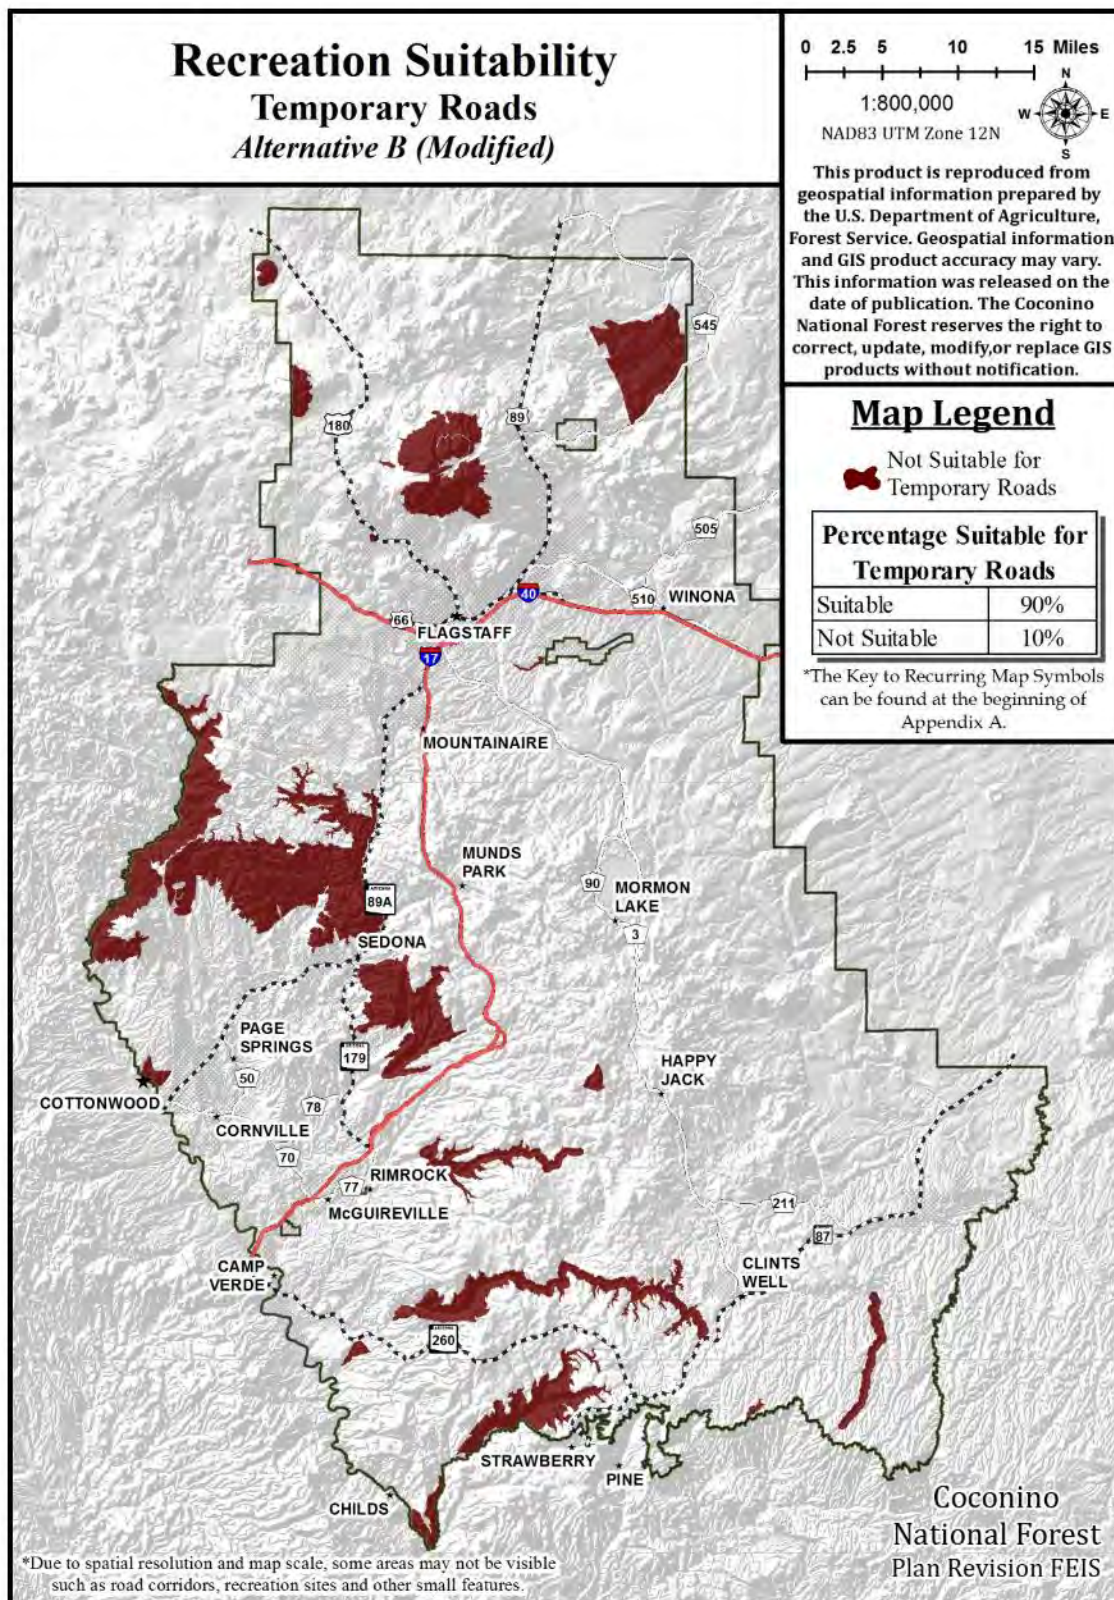 Recreation Suitability
Temporary Roads
Alternative B (Modified)
0 2.5 5 10 15 Miles
1:800,000
NAD83 UTM Zone 12N
N
W E
S
This product is reproduced from
geospatial information prepared by
the U.S. Department of Agriculture,
Forest Service. Geospatial information
and GIS product accuracy may vary.
This information was released on the
date of publication. The Coconino
National Forest reserves the right to
correct, update, modify,or replace GIS
products without notification.
Map Legend
Not Suitable for
Temporary Roads
Percentage Suitable for
Temporary Roads
Suitable 90%
Not Suitable 10%
*The Key to Recurring Map Symbols
can be found at the beginning of
Appendix A.
545
180
89
505
510
WINONA
40
66
FLAGSTAFF
17
MOUNTAINAIRE
MUNDS
PARK
90
MORMON
LAKE
3
89A
SEDONA
PAGE
SPRINGS
50
179
HAPPY
JACK
COTTONWOOD
78
CORNVILLE
70
RIMROCK
77
McGUIREVILLE
211
87
CAMP
VERDE
CLINTS
WELL
260
STRAWBERRY
PINE
CHILDS
Coconino
National Forest
Plan Revision FEIS
*Due to spatial resolution and map scale, some areas may not be visible
such as road corridors, recreation sites and other small features.